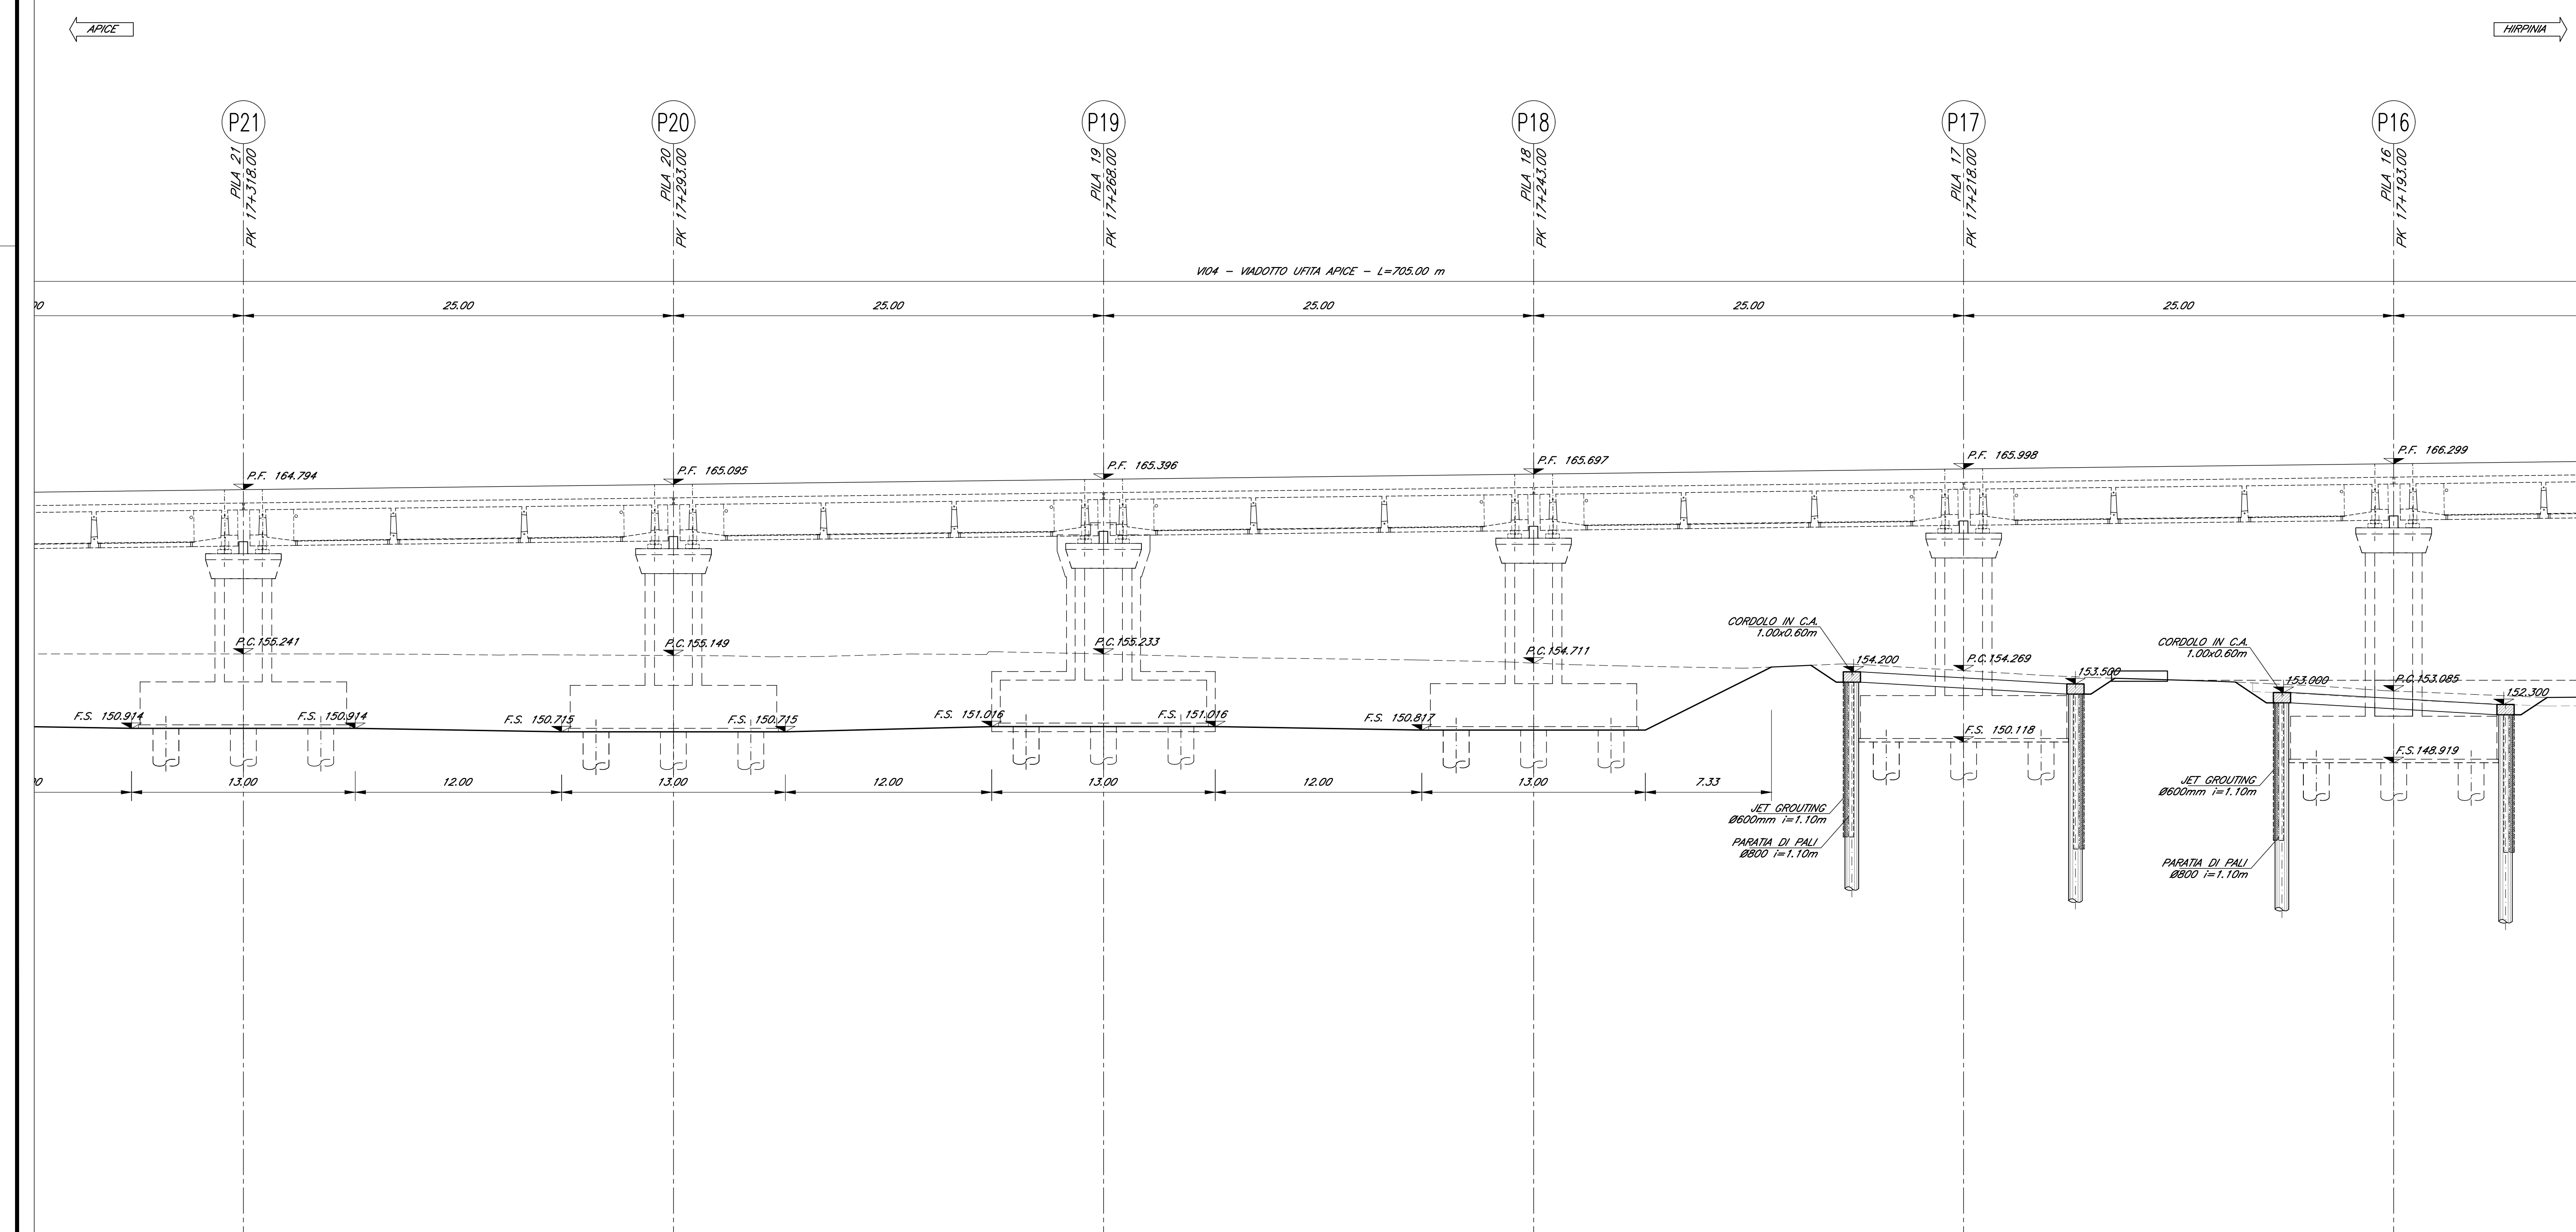 APICE
HIRPINIA
P21
P20
P19
P18
P17
P16
PILA 21
PK 17+318.00
PILA 20
PK 17+293.00
PILA 19
PK 17+268.00
PILA 18
PK 17+243.00
PILA 17
PK 17+218.00
PILA 16
PK 17+193.00
VI04 - VIADOTTO UFITA APICE - L=705.00 m
25.00
25.00
25.00
25.00
25.00
P.F. 164.794
P.F. 165.095
P.F. 165.396
P.F. 165.697
P.F. 165.998
P.F. 166.299
P.C.155.241
P.C.155.149
P.C.155.233
P.C.154.711
P.C.154.269
P.C.153.085
CORDOLO IN C.A.
1.00x0.60m
154.200
153.500
CORDOLO IN C.A.
1.00x0.60m
153.000
152.300
F.S. 150.914
F.S. 150.914
F.S. 150.715
F.S. 150.715
F.S. 151.016
F.S. 151.016
F.S. 150.817
F.S. 150.118
F.S.148.919
13.00
12.00
13.00
12.00
13.00
12.00
13.00
7.33
JET GROUTING
Ø600mm i=1.10m
PARATIA DI PALI
Ø800 i=1.10m
JET GROUTING
Ø600mm i=1.10m
PARATIA DI PALI
Ø800 i=1.10m